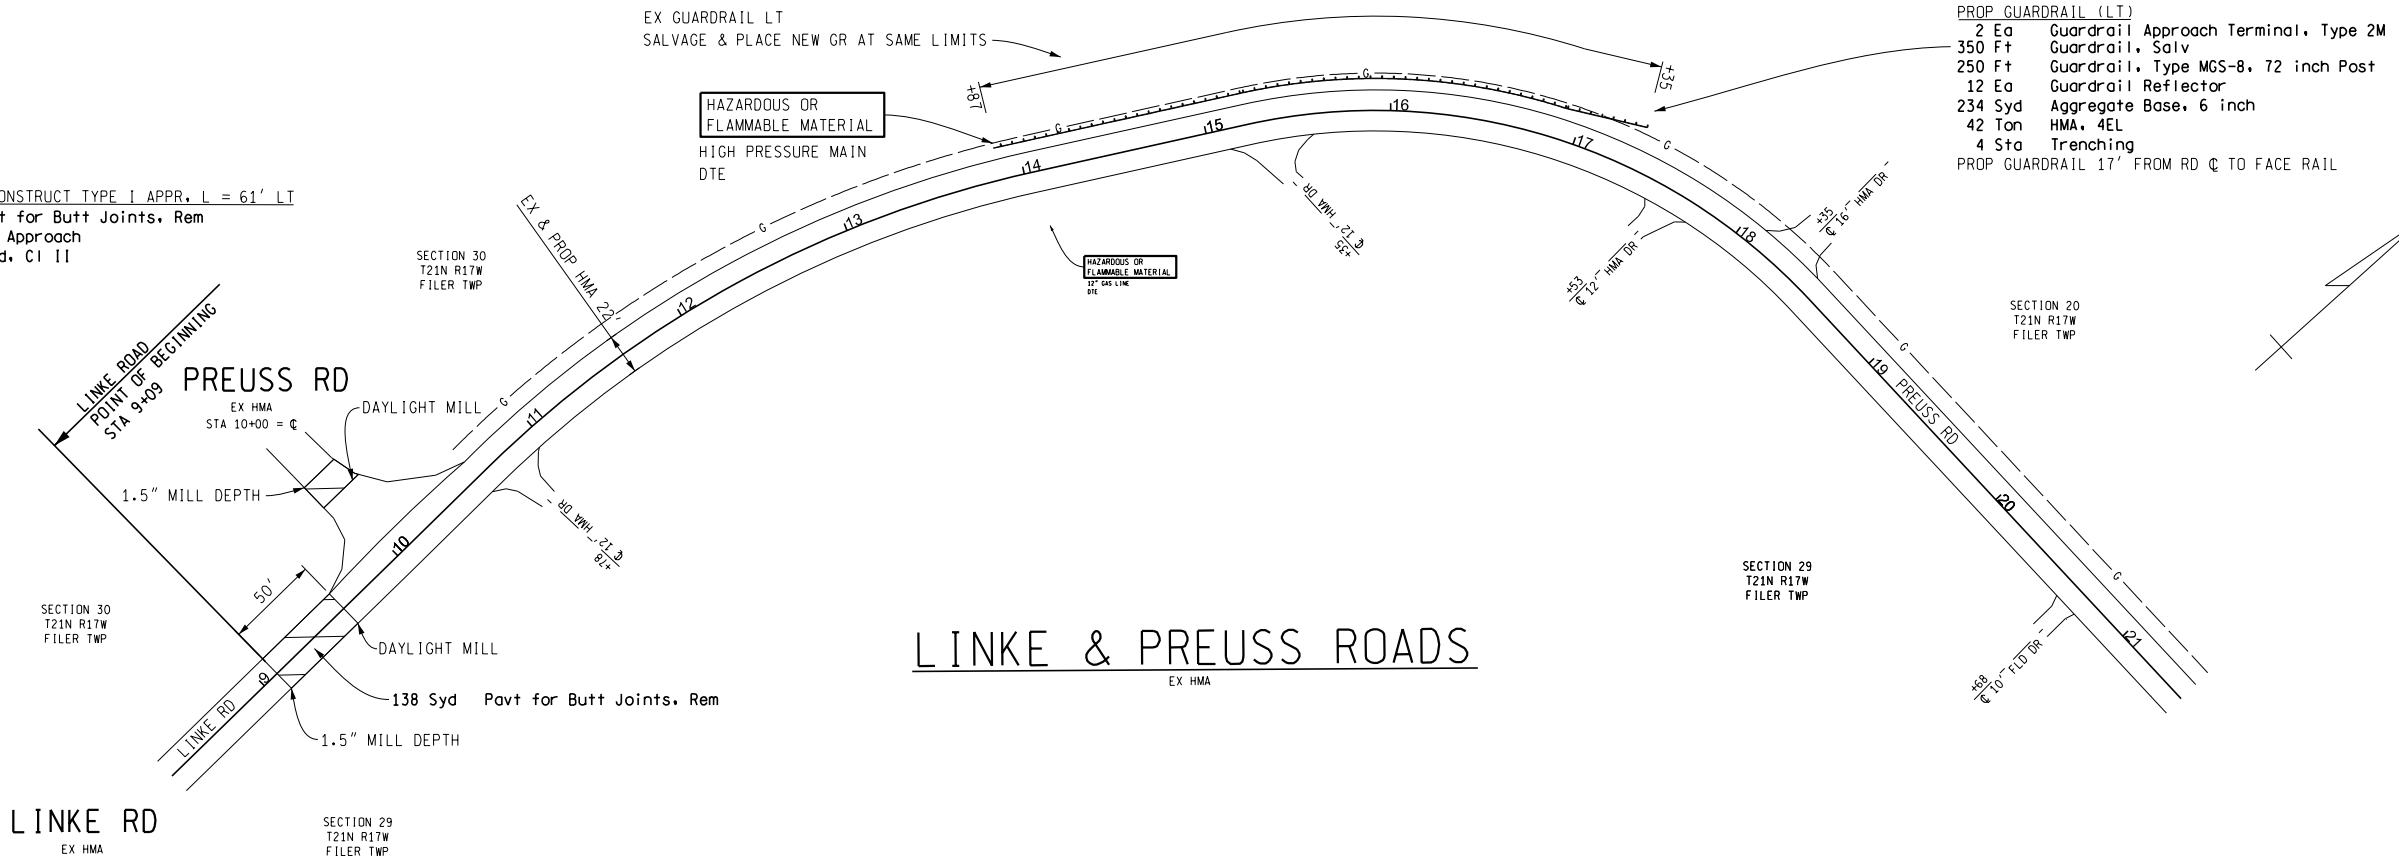 EX GUARDRAIL LT
SALVAGE & PLACE NEW GR AT SAME LIMITS
+87
+35
PROP GUARDRAIL (LT)
2 Ea Guardrail Approach Terminal, Type 2M
350 Ft Guardrail, Salv
250 Ft Guardrail, Type MGS-8, 72 inch Post
12 Ea Guardrail Reflector
234 Syd Aggregate Base, 6 inch
42 Ton HMA, 4EL
4 Sta Trenching
PROP GUARDRAIL 17' FROM RD ℄ TO FACE RAIL
HAZARDOUS OR
FLAMMABLE MATERIAL
HIGH PRESSURE MAIN
DTE
ONSTRUCT TYPE I APPR, L = 61' LT
t for Butt Joints, Rem
Approach
d, Cl II
SECTION 30
T21N R17W
FILER TWP
EX & PROP HMA 22'
HAZARDOUS OR
FLAMMABLE MATERIAL
12" GAS LINE
DTE
+35
℄ 12' HMA DR
+53
℄ 12' HMA DR
+35
℄ 16' HMA DR
SECTION 20
T21N R17W
FILER TWP
LINKE ROAD
POINT OF BEGINNING
STA 9+09
PREUSS RD
EX HMA
STA 10+00 = ℄
DAYLIGHT MILL
1.5" MILL DEPTH
+78
℄ 12' HMA DR
50'
SECTION 30
T21N R17W
FILER TWP
DAYLIGHT MILL
138 Syd Pavt for Butt Joints, Rem
1.5" MILL DEPTH
LINKE RD
9
10
11
12
13
14
15
16
17
18
19
PREUSS RD
20
21
G
G
G
G
G
G
G
G
SECTION 29
T21N R17W
FILER TWP
+68
℄ 10' FLD DR
LINKE & PREUSS ROADS
EX HMA
LINKE RD
EX HMA
SECTION 29
T21N R17W
FILER TWP